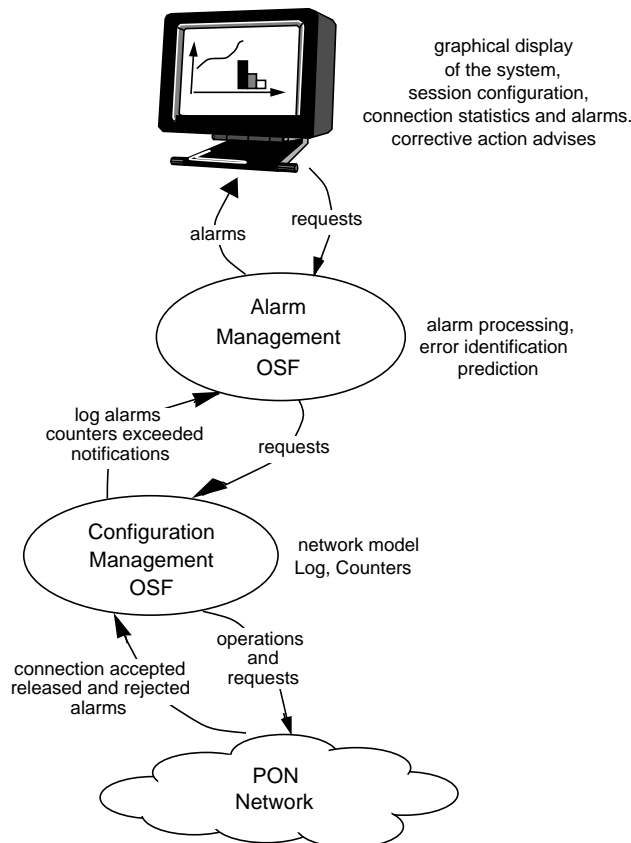 graphical display
of the system,
session configuration,
connection statistics and alarms.
corrective action advises
alarms
requests
Alarm
Management
OSF
alarm processing,
error identification
prediction
log alarms
counters exceeded
notifications
requests
Configuration
Management
OSF
network model
Log, Counters
connection accepted
released and rejected
alarms
operations
and
requests
PON
Network